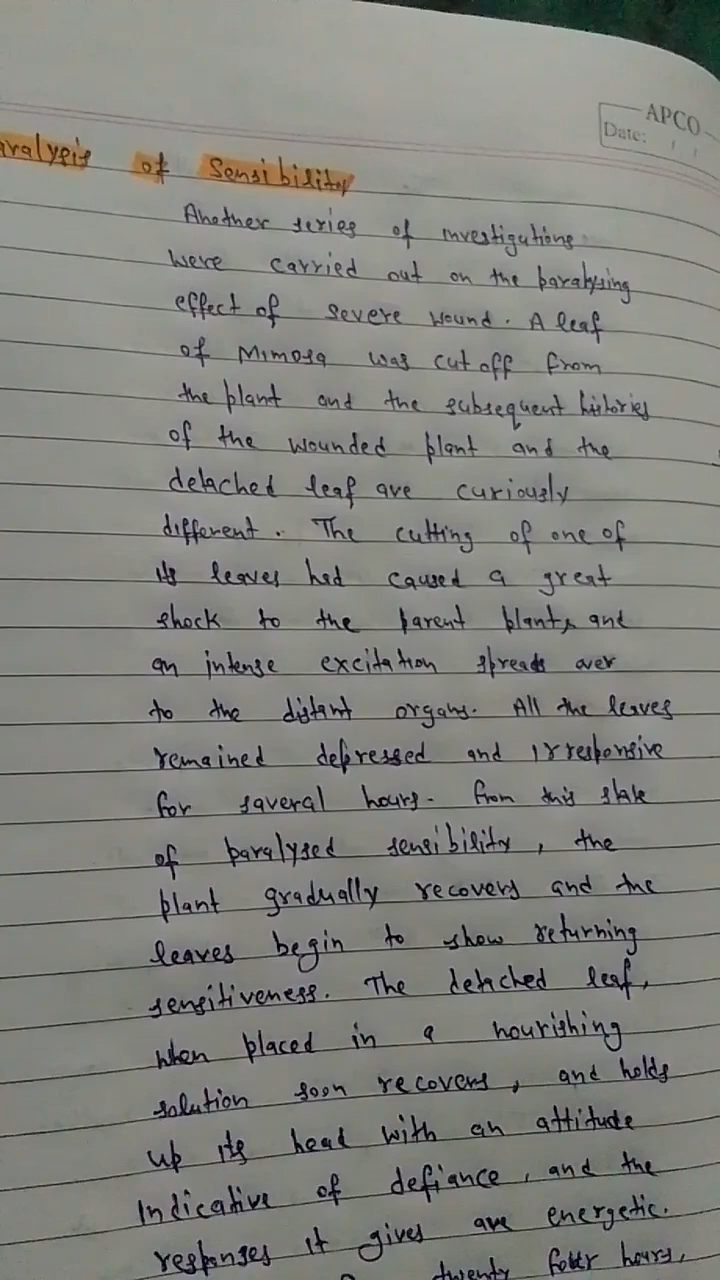 APCO
Date: / /
aralysis of Sensibility
Another series of investigations
were carried out on the paralysing
effect of severe wound. A leaf
of Mimosa was cut off from
the plant and the subsequent histories
of the wounded plant and the
detached leaf are curiously
different. The cutting of one of
its leaves had caused a great
shock to the parent plant, and
an intense excitation spreads over
to the distant organs. All the leaves
remained depressed and irresponsive
for saveral hours. From this state
of paralysed sensibility, the
plant gradually recovers and the
leaves begin to show returning
sensitiveness. The detached leaf,
when placed in a nourishing
solution soon recovers, and holds
up its head with an attitude
Indicative of defiance, and the
responses it gives are energetic.
twenty four hours,